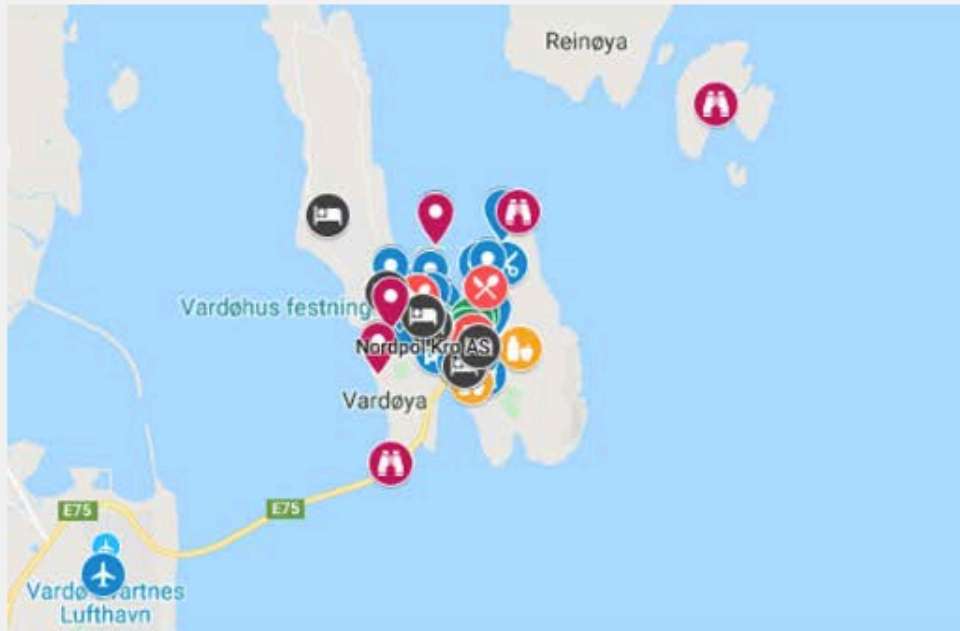 Reinøya
Vardøhus festning
Nordpol Kro AS
Vardøya
E75
E75
Vardø Svartnes
Lufthavn